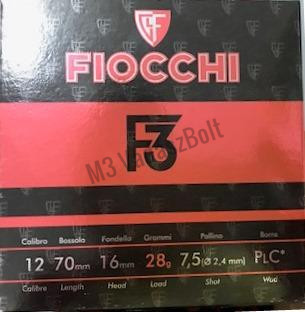 FIOCCHI
F3
Calibro Bossolo Fondello Grammi Pallino Borra
12 70mm 16mm 28g 7,5 (Ø 2,4 mm) PLC*
Calibre Length Head Load Shot Wad